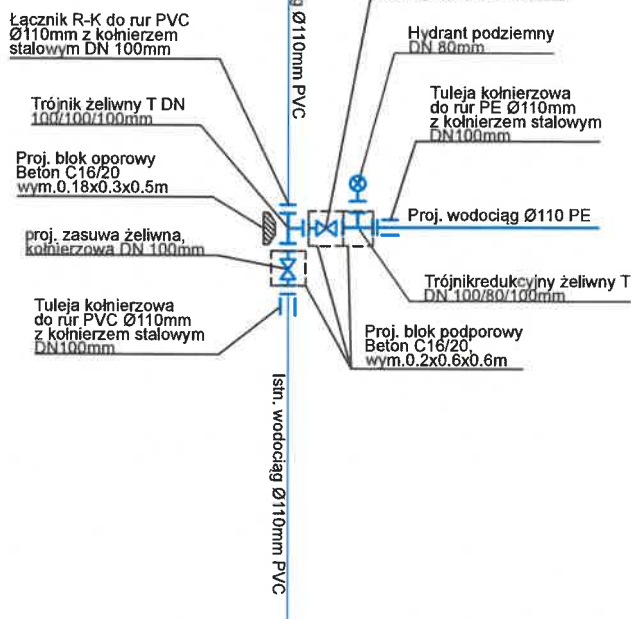 Łącznik R-K do rur PVC
Ø110mm z kołnierzem
stalowym DN 100mm
Trójnik żeliwny T DN
100/100/100mm
Proj. blok oporowy
Beton C16/20
wym.0.18x0.3x0.5m
proj. zasuwa żeliwna,
kołnierzowa DN 100mm
Tuleja kołnierzowa
do rur PVC Ø110mm
z kołnierzem stalowym
DN100mm
Ø110mm PVC
Hydrant podziemny
DN 80mm
Tuleja kołnierzowa
do rur PE Ø110mm
z kołnierzem stalowym
DN100mm
Proj. wodociąg Ø110 PE
Trójnikredukcyjny żeliwny T
DN 100/80/100mm
Proj. blok podporowy
Beton C16/20,
wym.0.2x0.6x0.6m
Istn. wodociąg Ø110mm PVC